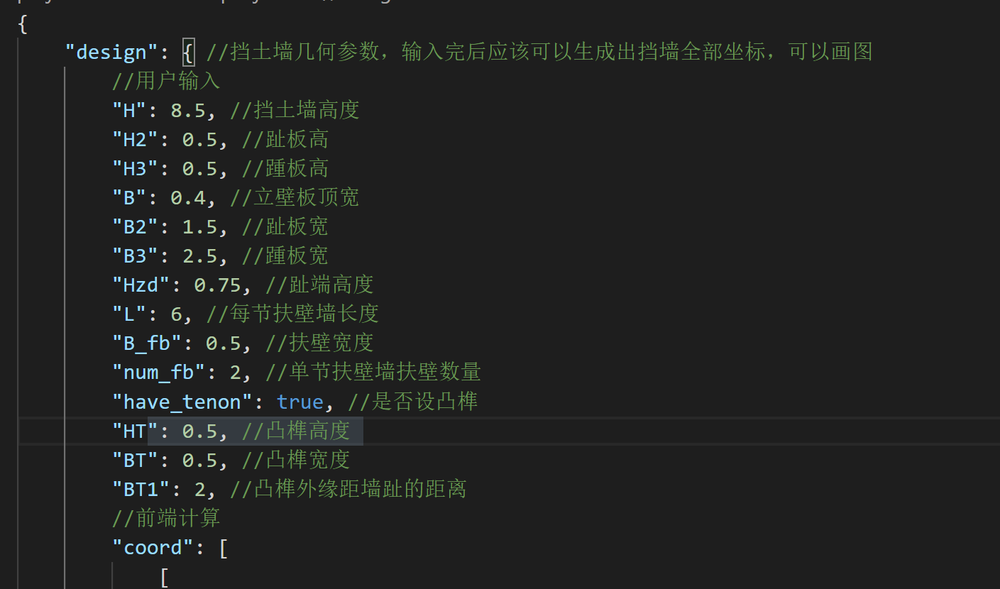 {
"design": { //挡土墙几何参数，输入完后应该可以生成出挡墙全部坐标，可以画图
//用户输入
"H": 8.5, //挡土墙高度
"H2": 0.5, //趾板高
"H3": 0.5, //踵板高
"B": 0.4, //立壁板顶宽
"B2": 1.5, //趾板宽
"B3": 2.5, //踵板宽
"Hzd": 0.75, //趾端高度
"L": 6, //每节扶壁墙长度
"B_fb": 0.5, //扶壁宽度
"num_fb": 2, //单节扶壁墙扶壁数量
"have_tenon": true, //是否设凸榫
"HT": 0.5, //凸榫高度
"BT": 0.5, //凸榫宽度
"BT1": 2, //凸榫外缘距墙趾的距离
//前端计算
"coord": [
[